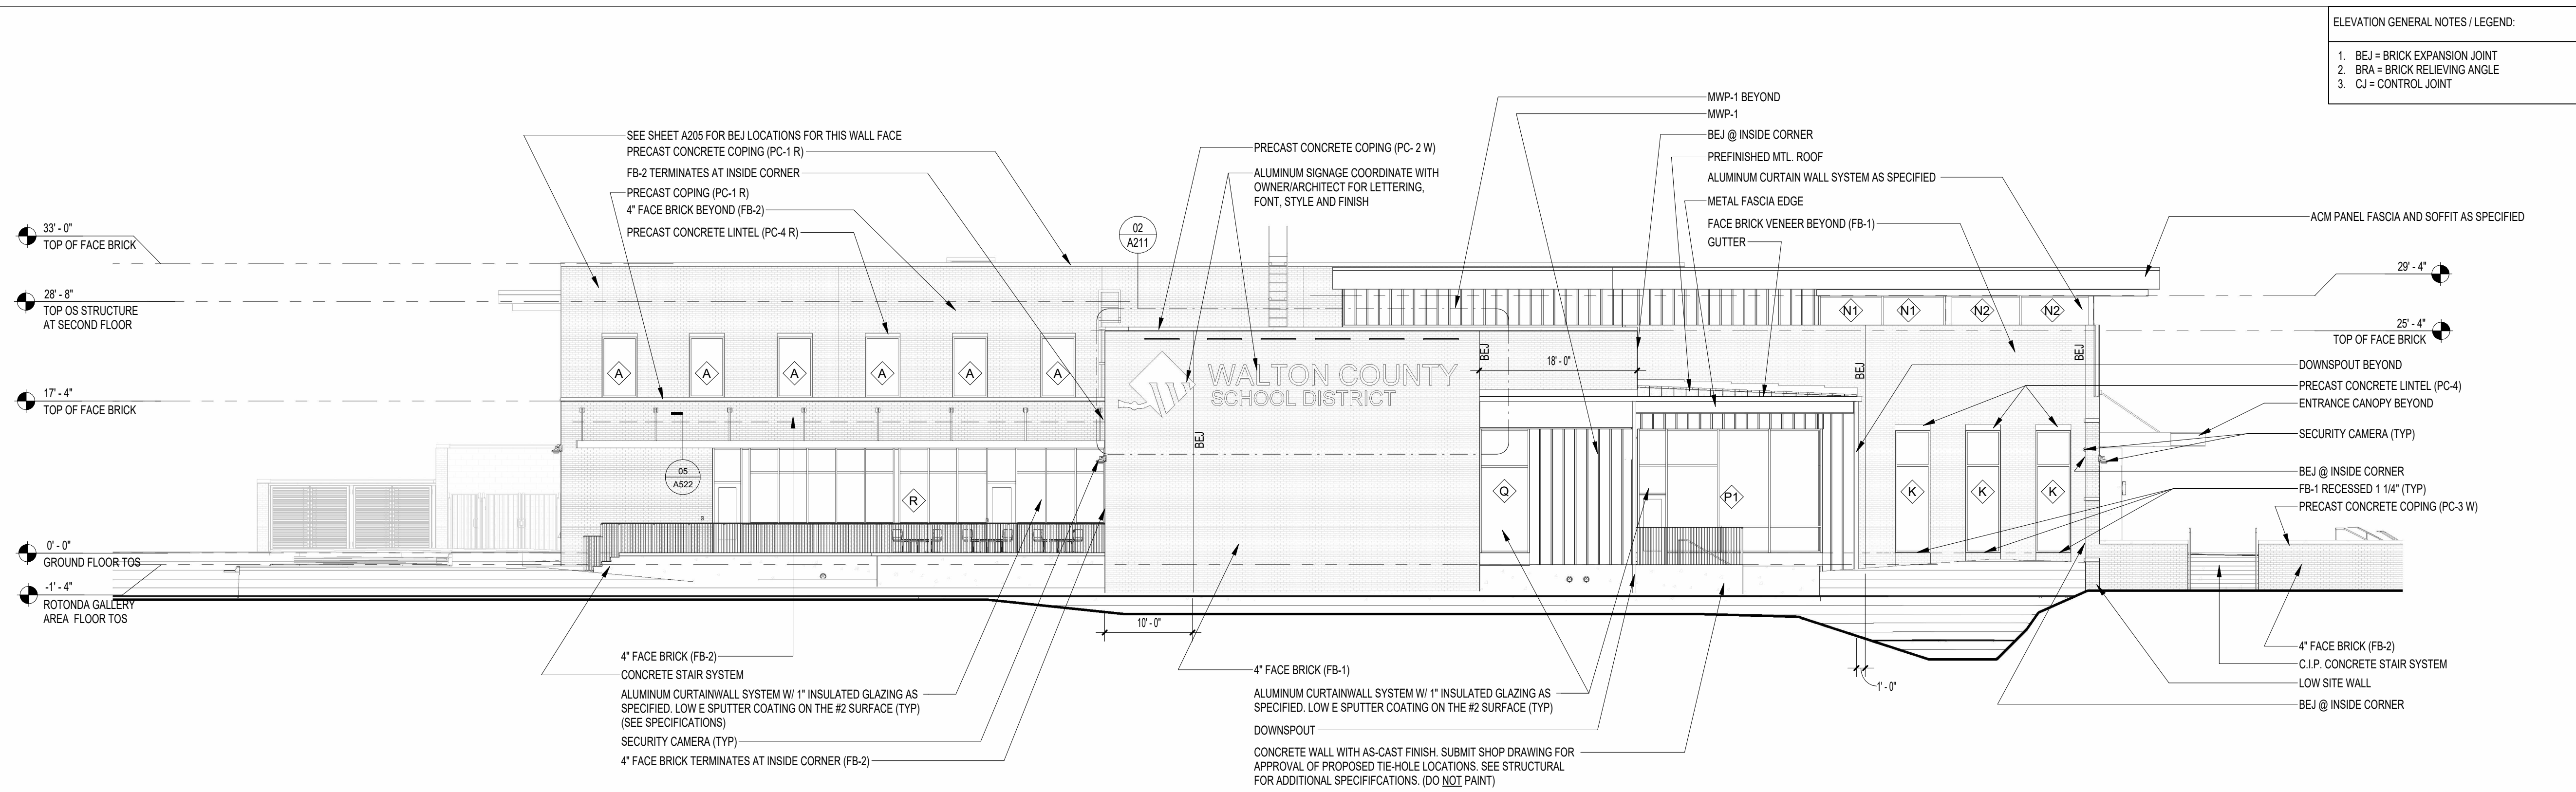 ELEVATION GENERAL NOTES / LEGEND:
1. BEJ = BRICK EXPANSION JOINT
2. BRA = BRICK RELIEVING ANGLE
3. CJ = CONTROL JOINT
SEE SHEET A205 FOR BEJ LOCATIONS FOR THIS WALL FACE
PRECAST CONCRETE COPING (PC-1 R)
FB-2 TERMINATES AT INSIDE CORNER
PRECAST COPING (PC-1 R)
4" FACE BRICK BEYOND (FB-2)
PRECAST CONCRETE LINTEL (PC-4 R)
PRECAST CONCRETE COPING (PC- 2 W)
ALUMINUM SIGNAGE COORDINATE WITH
OWNER/ARCHITECT FOR LETTERING,
FONT, STYLE AND FINISH
02
A211
MWP-1 BEYOND
MWP-1
BEJ @ INSIDE CORNER
PREFINISHED MTL. ROOF
ALUMINUM CURTAIN WALL SYSTEM AS SPECIFIED
METAL FASCIA EDGE
FACE BRICK VENEER BEYOND (FB-1)
GUTTER
ACM PANEL FASCIA AND SOFFIT AS SPECIFIED
33' - 0"
TOP OF FACE BRICK
28' - 8"
TOP OS STRUCTURE
AT SECOND FLOOR
17' - 4"
TOP OF FACE BRICK
0' - 0"
GROUND FLOOR TOS
-1' - 4"
ROTONDA GALLERY
AREA FLOOR TOS
29' - 4"
25' - 4"
TOP OF FACE BRICK
N1
N1
N2
N2
A
A
A
A
A
A
WALTON COUNTY
SCHOOL DISTRICT
BEJ
18' - 0"
BEJ
BEJ
BEJ
05
A522
R
Q
P1
K
K
K
DOWNSPOUT BEYOND
PRECAST CONCRETE LINTEL (PC-4)
ENTRANCE CANOPY BEYOND
SECURITY CAMERA (TYP)
BEJ @ INSIDE CORNER
FB-1 RECESSED 1 1/4" (TYP)
PRECAST CONCRETE COPING (PC-3 W)
10' - 0"
1' - 0"
4" FACE BRICK (FB-2)
CONCRETE STAIR SYSTEM
ALUMINUM CURTAINWALL SYSTEM W/ 1" INSULATED GLAZING AS
SPECIFIED. LOW E SPUTTER COATING ON THE #2 SURFACE (TYP)
(SEE SPECIFICATIONS)
SECURITY CAMERA (TYP)
4" FACE BRICK TERMINATES AT INSIDE CORNER (FB-2)
4" FACE BRICK (FB-1)
ALUMINUM CURTAINWALL SYSTEM W/ 1" INSULATED GLAZING AS
SPECIFIED. LOW E SPUTTER COATING ON THE #2 SURFACE (TYP)
DOWNSPOUT
CONCRETE WALL WITH AS-CAST FINISH. SUBMIT SHOP DRAWING FOR
APPROVAL OF PROPOSED TIE-HOLE LOCATIONS. SEE STRUCTURAL
FOR ADDITIONAL SPECIFIFCATIONS. (DO NOT PAINT)
4" FACE BRICK (FB-2)
C.I.P. CONCRETE STAIR SYSTEM
LOW SITE WALL
BEJ @ INSIDE CORNER